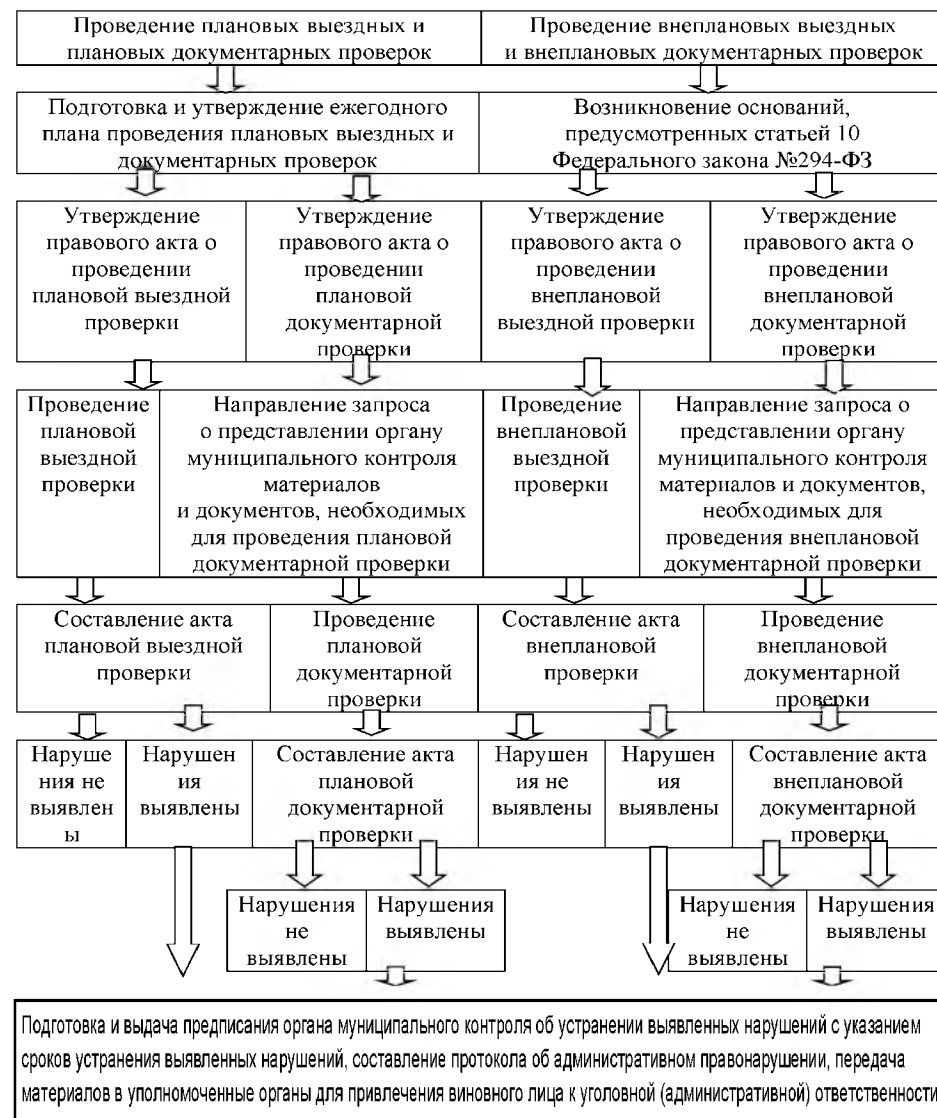 Проведение плановых выездных и
плановых документарных проверок
Проведение внеплановых выездных
и внеплановых документарных проверок
Подготовка и утверждение ежегодного
плана проведения плановых выездных и
документарных проверок
Возникновение оснований,
предусмотренных статьей 10
Федерального закона №294-ФЗ
Утверждение
правового акта о
проведении
плановой выездной
проверки
Утверждение
правового акта о
проведении
плановой
документарной
проверки
Утверждение
правового акта о
проведении
внеплановой
выездной проверки
Утверждение
правового акта о
проведении
внеплановой
документарной
проверки
Проведение
плановой
выездной
проверки
Направление запроса
о представлении органу
муниципального контроля
материалов
и документов, необходимых
для проведения плановой
документарной проверки
Проведение
внеплановой
выездной
проверки
Направление запроса о
представлении органу
муниципального контроля
материалов и документов,
необходимых для
проведения внеплановой
документарной проверки
Составление акта
плановой выездной
проверки
Проведение
плановой
документарной
проверки
Составление акта
внеплановой
проверки
Проведение
внеплановой
документарной
проверки
Наруше
ния не
выявлен
ы
Нарушен
ия
выявлены
Составление акта
плановой
документарной
проверки
Нарушен
ия не
выявлены
Нарушен
ия
выявлены
Составление акта
внеплановой
документарной
проверки
Нарушения
не
выявлены
Нарушения
выявлены
Нарушения
не
выявлены
Нарушения
выявлены
Подготовка и выдача предписания органа муниципального контроля об устранении выявленных нарушений с указанием
сроков устранения выявленных нарушений, составление протокола об административном правонарушении, передача
материалов в уполномоченные органы для привлечения виновного лица к уголовной (административной) ответственности